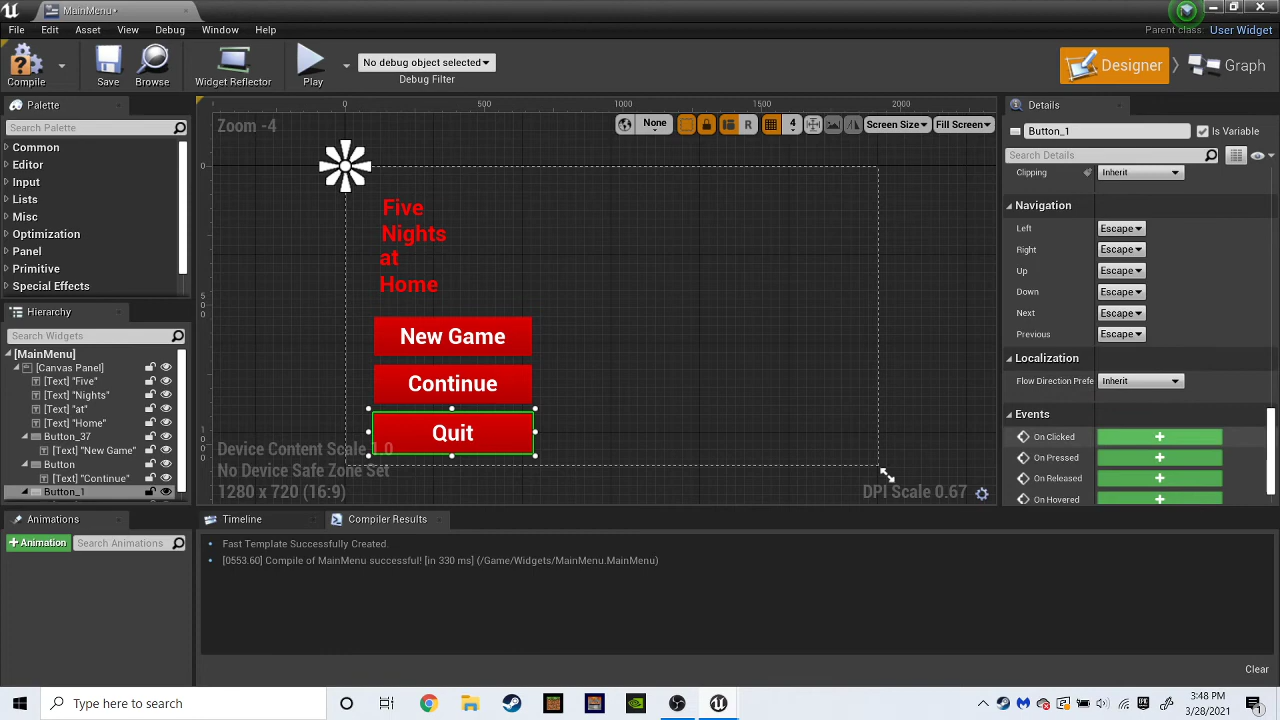 MainMenu*
Parent class: User Widget
File Edit Asset View Debug Window Help
Compile Save Browse Widget Reflector Play
No debug object selected
Debug Filter
Designer Graph
Palette
Search Palette
Common
Editor
Input
Lists
Misc
Optimization
Panel
Primitive
Special Effects
Hierarchy
Search Widgets
[MainMenu]
[Canvas Panel]
[Text] "Five"
[Text] "Nights"
[Text] "at"
[Text] "Home"
Button_37
[Text] "New Game"
Button
[Text] "Continue"
Button_1
Animations
+Animation Search Animations
0 500 1000 1500 2000
0
5
0
0
1
0
0
0
Zoom -4
None R 4 Screen Size Fill Screen
Five
Nights
at
Home
New Game
Continue
Quit
Device Content Scale 1.0
No Device Safe Zone Set
1280 x 720 (16:9)
DPI Scale 0.67
Details
Button_1 Is Variable
Search Details
Clipping Inherit
Navigation
Left Escape
Right Escape
Up Escape
Down Escape
Next Escape
Previous Escape
Localization
Flow Direction Prefe Inherit
Events
On Clicked +
On Pressed +
On Released +
On Hovered +
Timeline Compiler Results
Fast Template Successfully Created.
[0553.60] Compile of MainMenu successful! [in 330 ms] (/Game/Widgets/MainMenu.MainMenu)
Clear
Type here to search
3:48 PM
3/28/2021